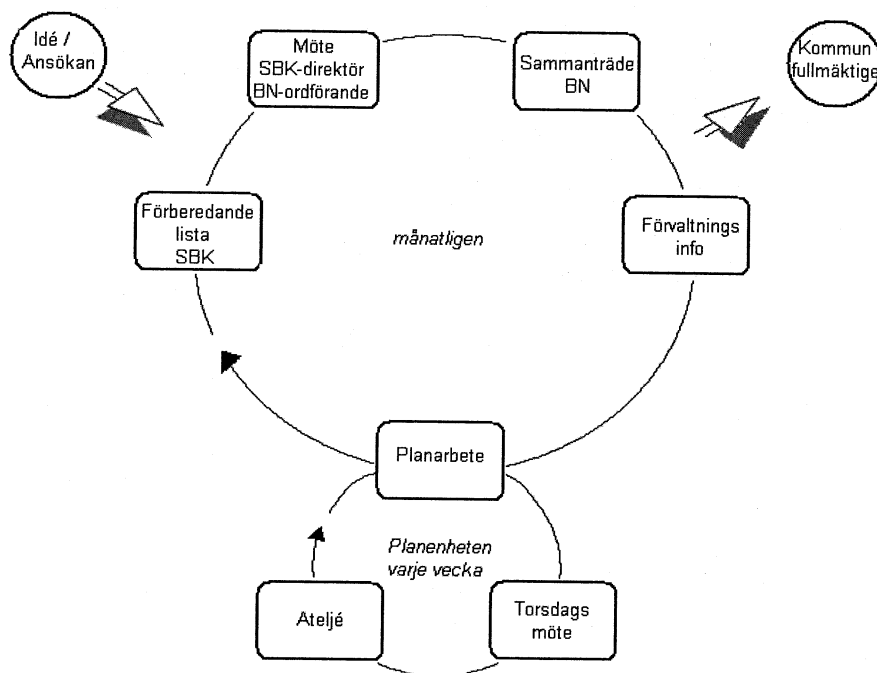 Idé /
Ansökan
Möte
SBK-direktör
BN-ordförande
Sammanträde
BN
Kommun
fullmäktige
Förberedande
lista
SBK
månatligen
Förvaltnings
info
Planarbete
Planenheten
varje vecka
Ateljé
Torsdags
möte